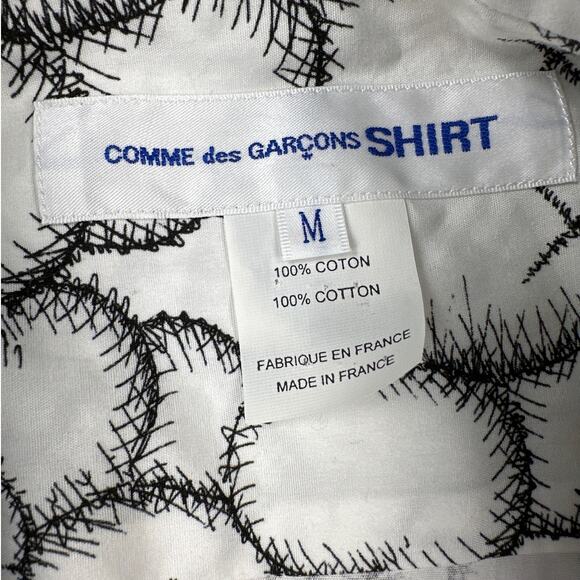 COMME des GARÇONS SHIRT
M
100% COTON
100% COTTON
FABRIQUE EN FRANCE
MADE IN FRANCE